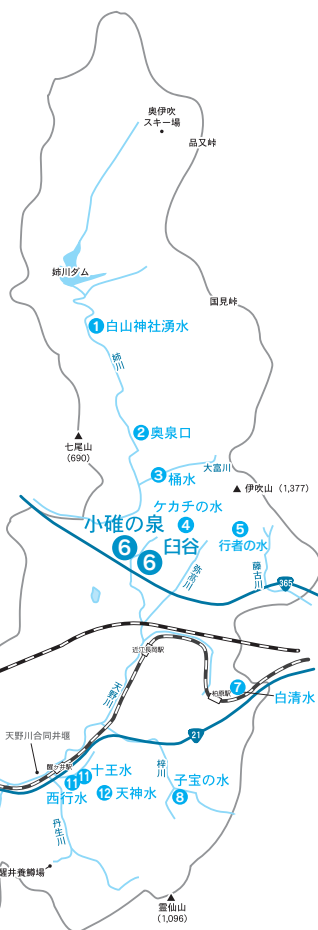 奥伊吹
スキー場
品又峠
姉川ダム
国見峠
1 白山神社湧水
姉川
2 奥泉口
七尾山
(690)
大富川
3 桶水
伊吹山（1,377）
ケカチの水
4
小碓の泉
6
6
臼谷
5
行者の水
弥高川
藤古川
365
近江長岡駅
天野川
柏原駅
7
白清水
21
天野川合同井堰
醒ヶ井駅
11
11
十王水
西行水
12 天神水
梓川
子宝の水
8
丹生川
醒井養鱒場
霊仙山
(1,096)